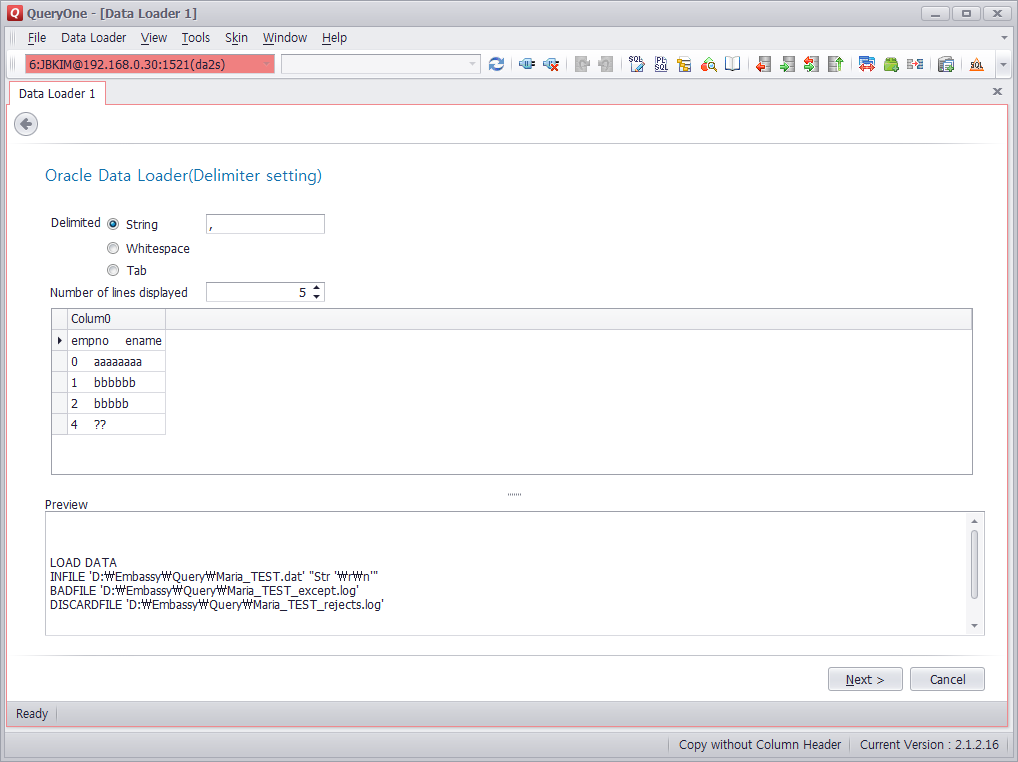 QueryOne - [Data Loader 1]
File Data Loader View Tools Skin Window Help
6:JBKIM@192.168.0.30:1521(da2s)
SQL PL SQL SQL
Data Loader 1
Oracle Data Loader(Delimiter setting)
Delimited String ,
Whitespace
Tab
Number of lines displayed 5
Colum0
empno ename
0 aaaaaaaa
1 bbbbbb
2 bbbbb
4 ??
Preview
LOAD DATA
INFILE 'D:₩Embassy₩Query₩Maria_TEST.dat' "Str '₩r₩n'"
BADFILE 'D:₩Embassy₩Query₩Maria_TEST_except.log'
DISCARDFILE 'D:₩Embassy₩Query₩Maria_TEST_rejects.log'
Next > Cancel
Ready
Copy without Column Header Current Version : 2.1.2.16